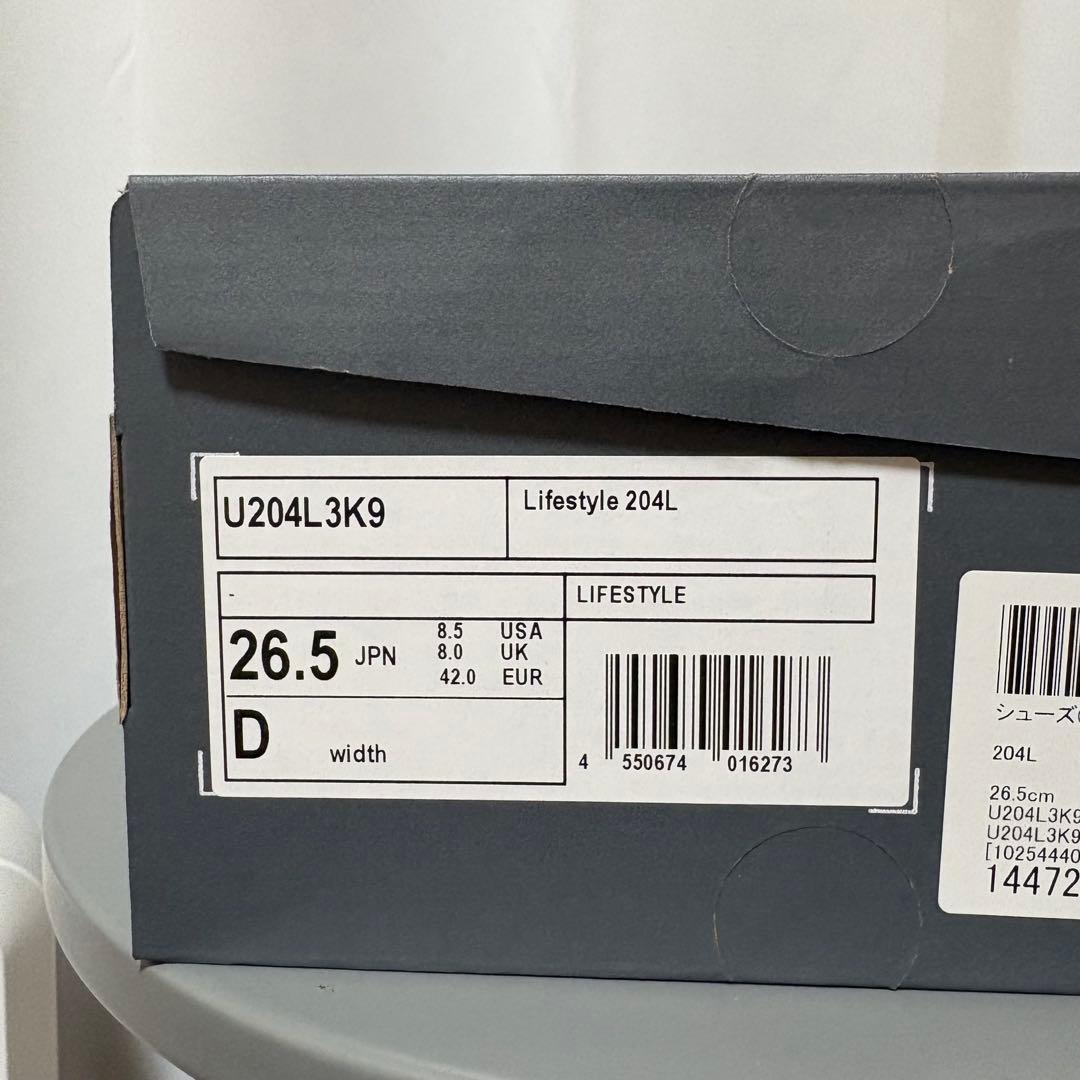 U204L3K9
Lifestyle 204L
-
LIFESTYLE
26.5 JPN
8.5 USA
8.0 UK
42.0 EUR
D width
4 550674 016273
シューズ
204L
26.5cm
U204L3K9
U204L3K9
[10254440
14472